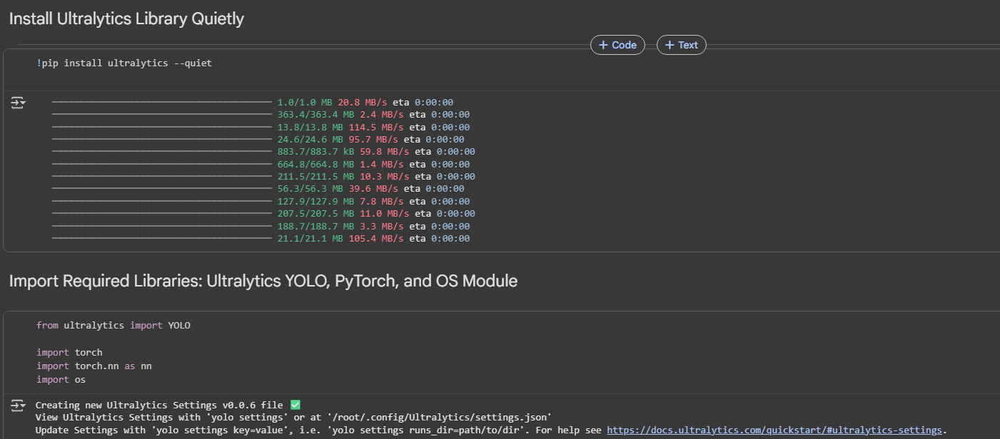 Install Ultralytics Library Quietly
+ Code + Text
!pip install ultralytics --quiet
1.0/1.0 MB 20.8 MB/s eta 0:00:00
363.4/363.4 MB 2.4 MB/s eta 0:00:00
13.8/13.8 MB 114.5 MB/s eta 0:00:00
24.6/24.6 MB 95.7 MB/s eta 0:00:00
883.7/883.7 kB 59.8 MB/s eta 0:00:00
664.8/664.8 MB 1.4 MB/s eta 0:00:00
211.5/211.5 MB 10.3 MB/s eta 0:00:00
56.3/56.3 MB 39.6 MB/s eta 0:00:00
127.9/127.9 MB 7.8 MB/s eta 0:00:00
207.5/207.5 MB 11.0 MB/s eta 0:00:00
188.7/188.7 MB 3.3 MB/s eta 0:00:00
21.1/21.1 MB 105.4 MB/s eta 0:00:00
Import Required Libraries: Ultralytics YOLO, PyTorch, and OS Module
from ultralytics import YOLO
import torch
import torch.nn as nn
import os
Creating new Ultralytics Settings v0.0.6 file ✅
View Ultralytics Settings with 'yolo settings' or at '/root/.config/Ultralytics/settings.json'
Update Settings with 'yolo settings key=value', i.e. 'yolo settings runs_dir=path/to/dir'. For help see https://docs.ultralytics.com/quickstart/#ultralytics-settings.